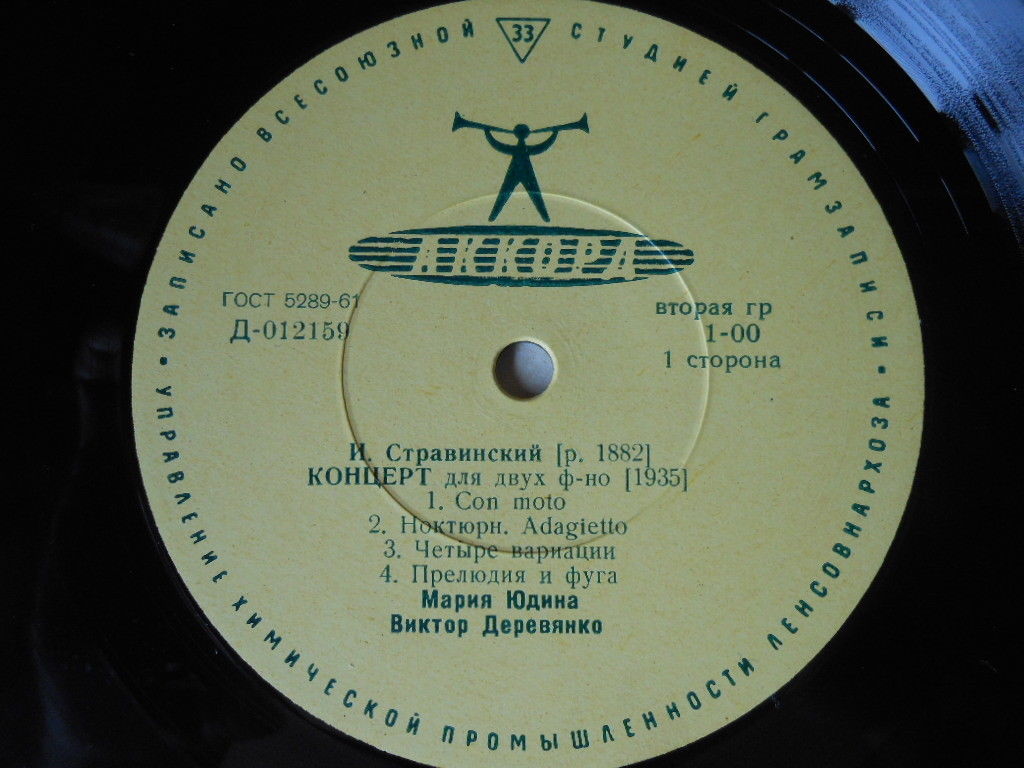 ЗАПИСАНО ВСЕСОЮЗНОЙ СТУДИЕЙ ГРАМЗАПИСИ •
33
АККОРД
ГОСТ 5289-61
Д-012159
вторая гр
1-00
1 сторона
И. Стравинский [р. 1882]
КОНЦЕРТ для двух ф-но [1935]
1. Con moto
2. Ноктюрн. Adagietto
3. Четыре вариации
4. Прелюдия и фуга
Мария Юдина
Виктор Деревянко
УПРАВЛЕНИЕ ХИМИЧЕСКОЙ ПРОМЫШЛЕННОСТИ ЛЕНСОВНАРХОЗА •